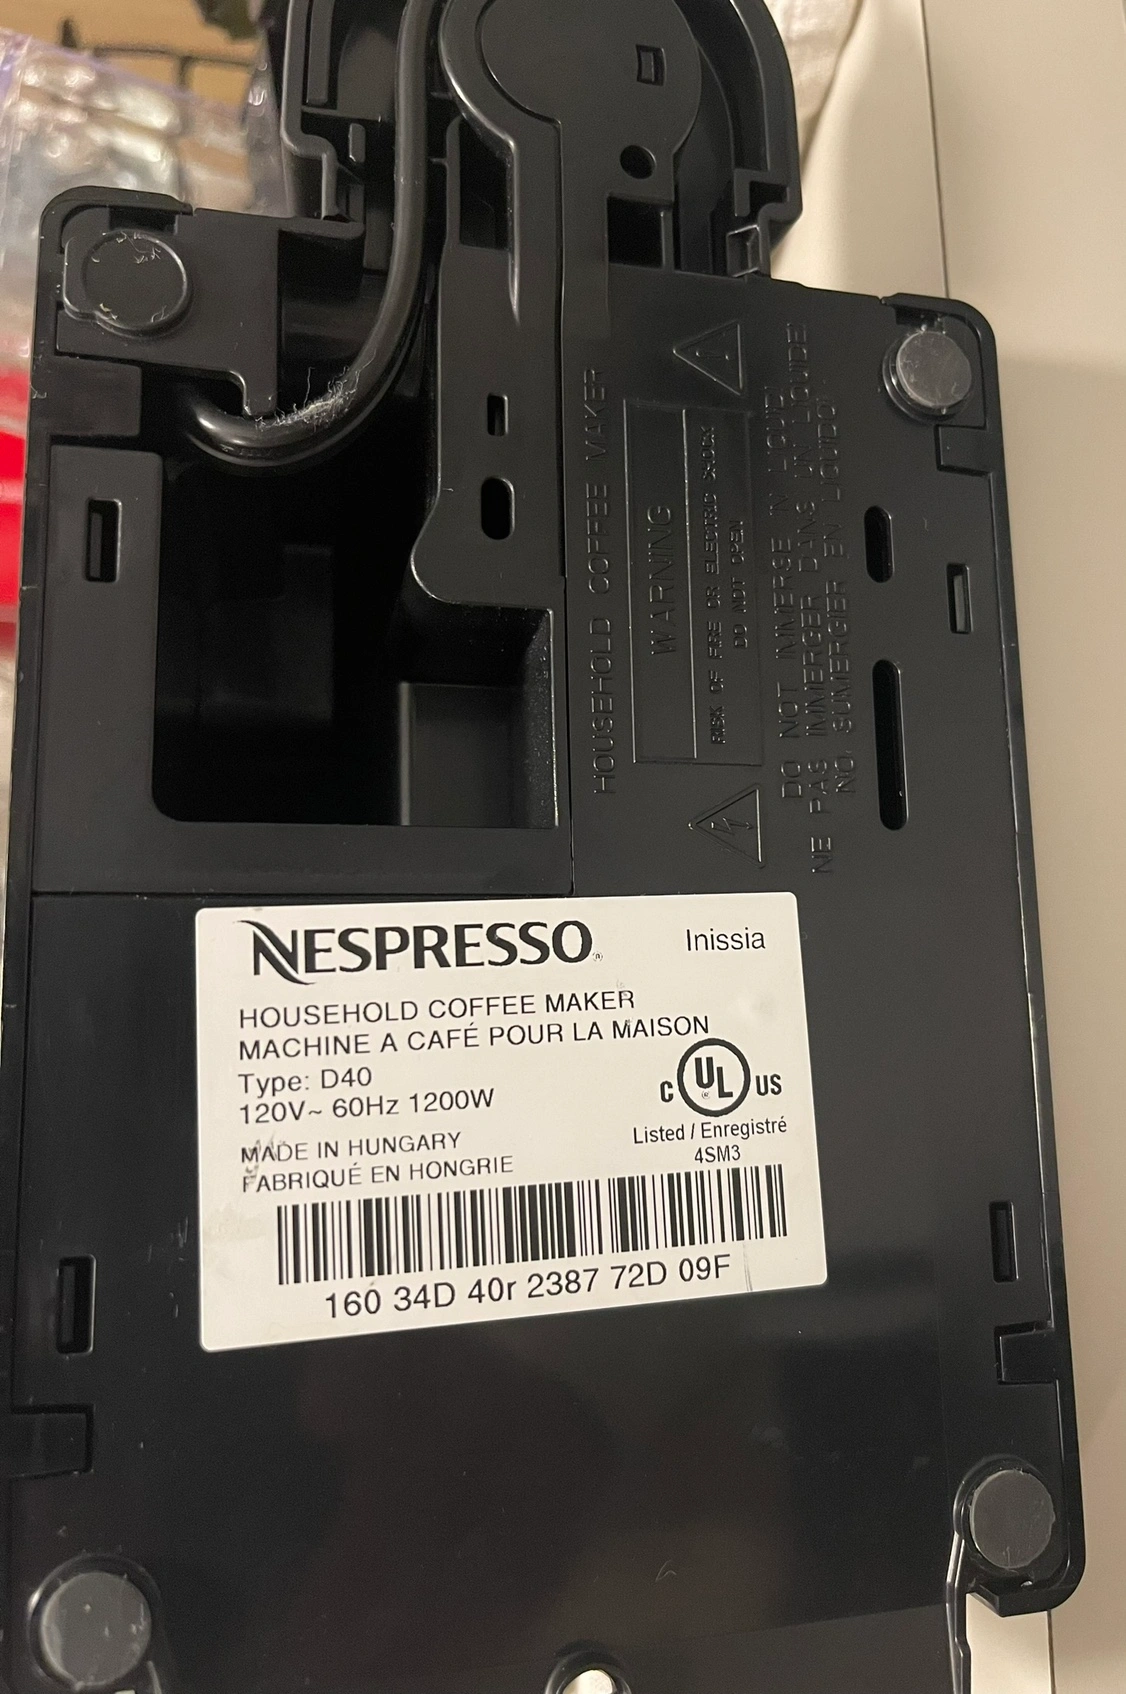 HOUSEHOLD COFFEE MAKER
WARNING
RISK OF FIRE OR ELECTRIC SHOCK
DO NOT OPEN
DO NOT IMMERSE IN LIQUID!
NE PAS IMMERGER DANS UN LIQUIDE!
NO SUMERGIER EN LIQUIDO!
NESPRESSO®
Inissia
HOUSEHOLD COFFEE MAKER
MACHINE A CAFÉ POUR LA MAISON
Type: D40
120V~ 60Hz 1200W
C UL US ®
Listed / Enregistré
4SM3
MADE IN HUNGARY
FABRIQUÉ EN HONGRIE
160 34D 40r 2387 72D 09F